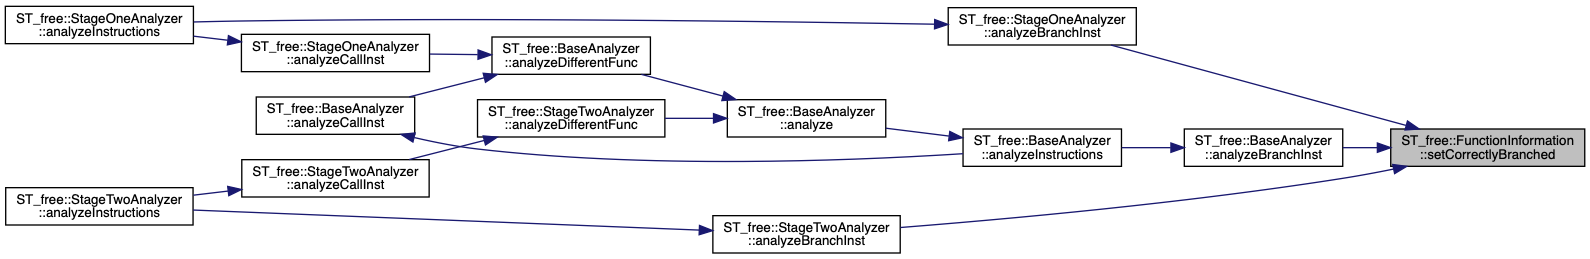 ST_free::StageOneAnalyzer
::analyzeInstructions
ST_free::StageOneAnalyzer
::analyzeCallInst
ST_free::BaseAnalyzer
::analyzeDifferentFunc
ST_free::StageOneAnalyzer
::analyzeBranchInst
ST_free::BaseAnalyzer
::analyzeCallInst
ST_free::StageTwoAnalyzer
::analyzeDifferentFunc
ST_free::BaseAnalyzer
::analyze
ST_free::BaseAnalyzer
::analyzeInstructions
ST_free::BaseAnalyzer
::analyzeBranchInst
ST_free::FunctionInformation
::setCorrectlyBranched
ST_free::StageTwoAnalyzer
::analyzeCallInst
ST_free::StageTwoAnalyzer
::analyzeInstructions
ST_free::StageTwoAnalyzer
::analyzeBranchInst